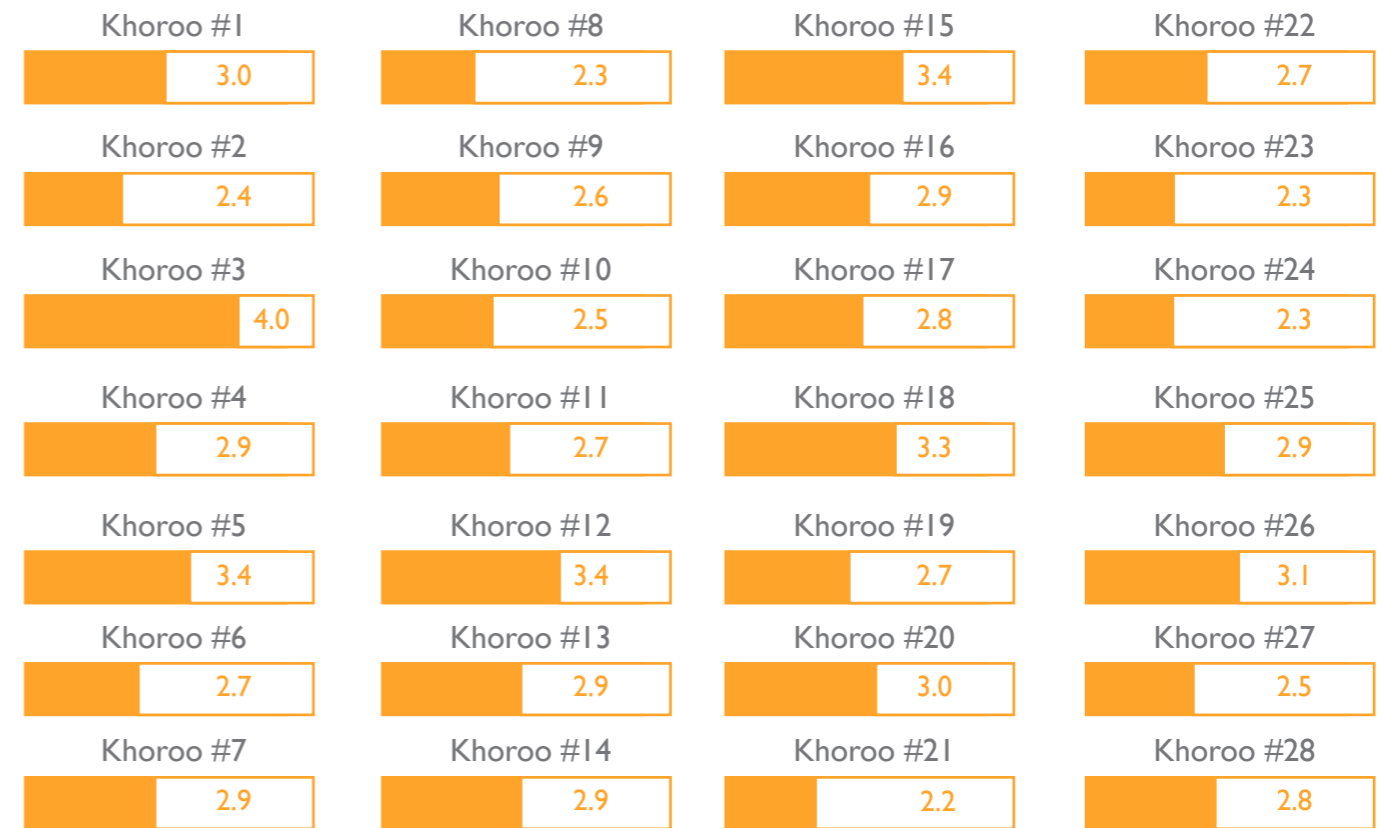 Khoroo #1
3.0
Khoroo #2
2.4
Khoroo #3
4.0
Khoroo #4
2.9
Khoroo #5
3.4
Khoroo #6
2.7
Khoroo #7
2.9
Khoroo #8
2.3
Khoroo #9
2.6
Khoroo #10
2.5
Khoroo #11
2.7
Khoroo #12
3.4
Khoroo #13
2.9
Khoroo #14
2.9
Khoroo #15
3.4
Khoroo #16
2.9
Khoroo #17
2.8
Khoroo #18
3.3
Khoroo #19
2.7
Khoroo #20
3.0
Khoroo #21
2.2
Khoroo #22
2.7
Khoroo #23
2.3
Khoroo #24
2.3
Khoroo #25
2.9
Khoroo #26
3.1
Khoroo #27
2.5
Khoroo #28
2.8